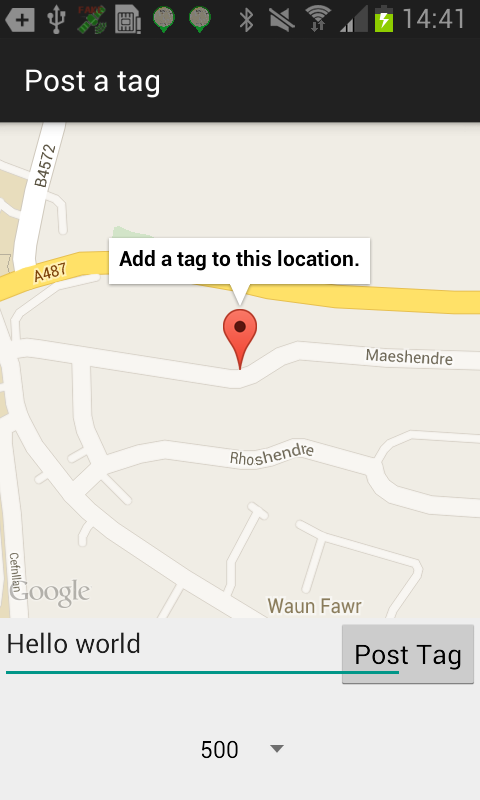 FAKE
14:41
Post a tag
B4572
A487
Add a tag to this location.
Maeshendre
Rhoshendre
Cefnllan
Google
Waun Fawr
Hello world
Post Tag
500